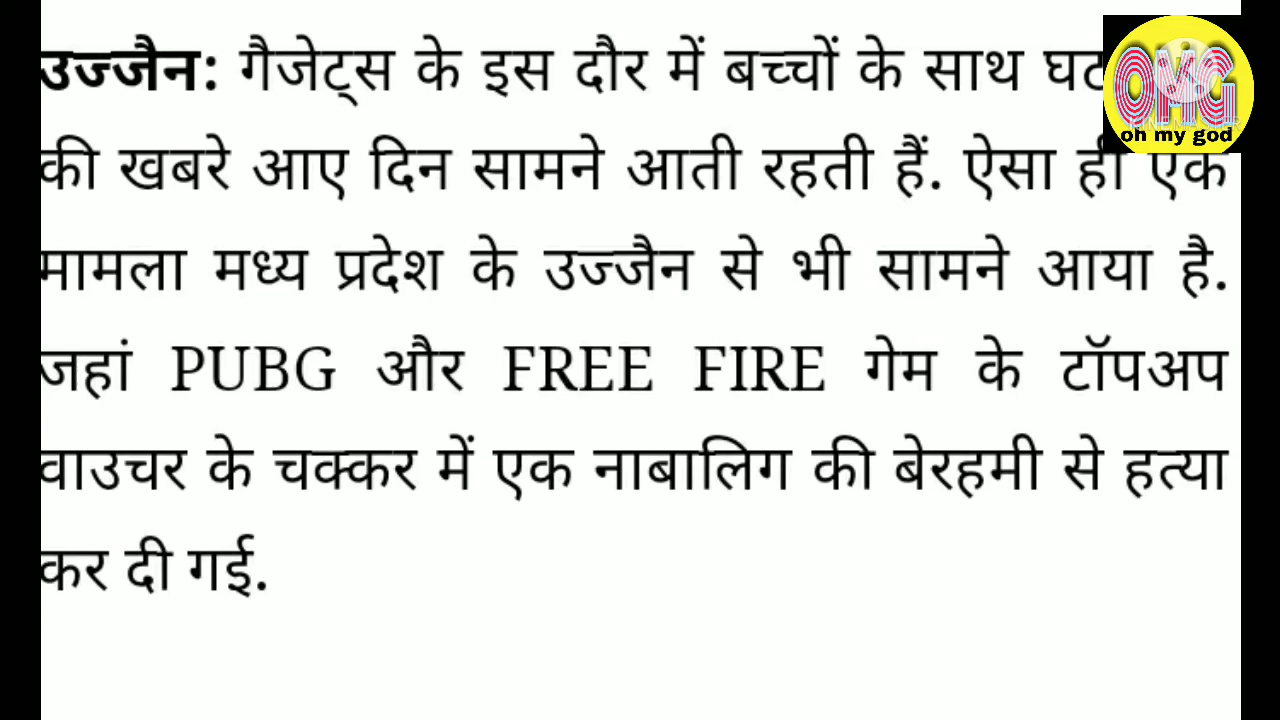 उज्जैन: गैजेट्स के इस दौर में बच्चों के साथ
की खबरे आए दिन सामने आती रहती हैं. ऐसा ही एक
मामला मध्य प्रदेश के उज्जैन से भी सामने आया है.
जहां PUBG और FREE FIRE गेम के टॉपअप
वाउचर के चक्कर में एक नाबालिग की बेरहमी से हत्या
कर दी गई.
OMG
oh my god